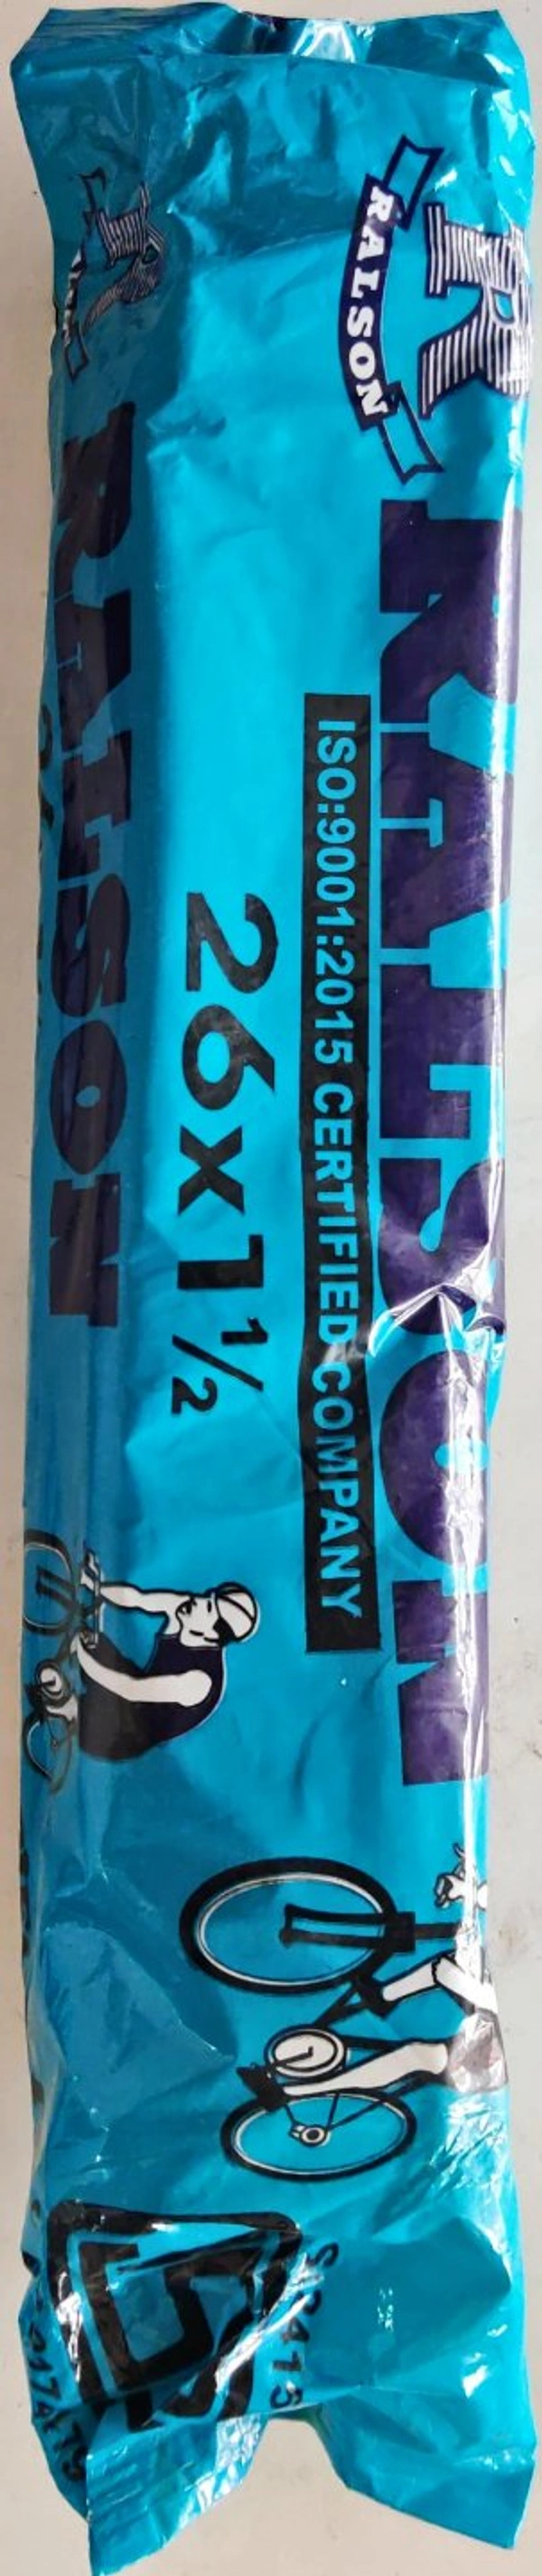 R
RALSON
RALSON
ISO:9001:2015 CERTIFIED COMPANY
26x1½
R
RALSON